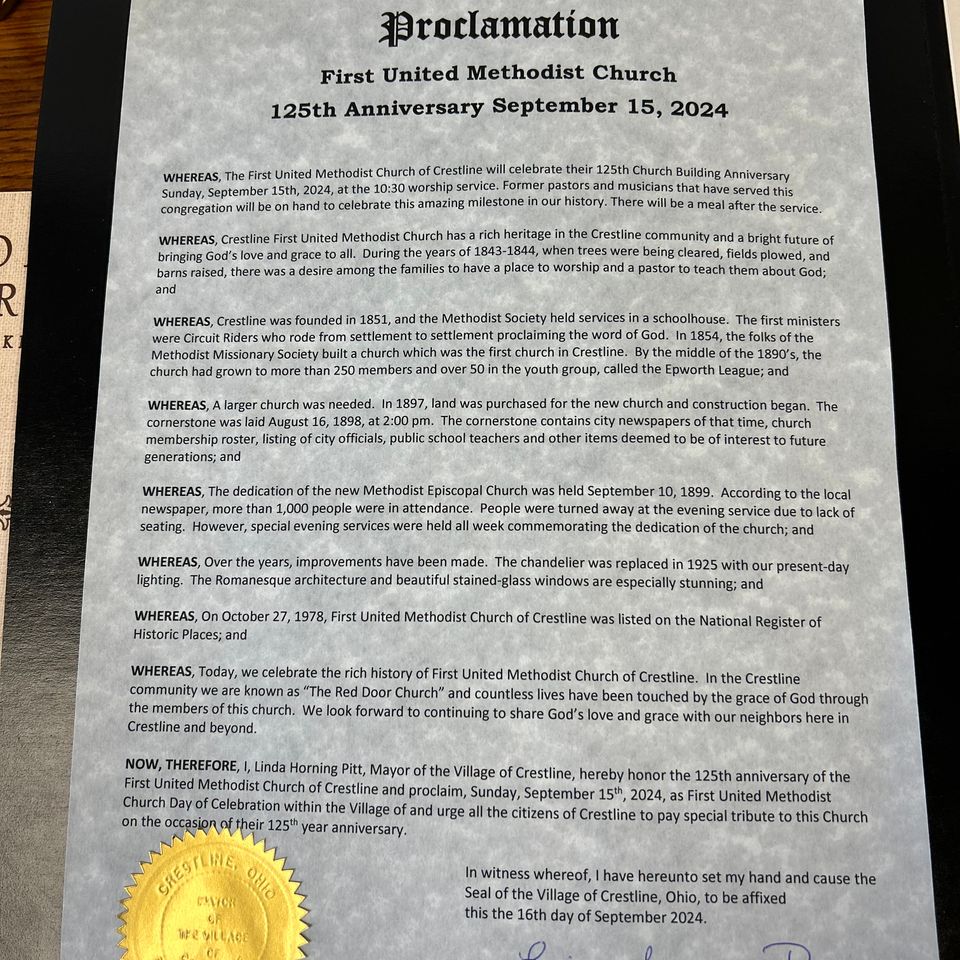 Proclamation
First United Methodist Church
125th Anniversary September 15, 2024
WHEREAS, The First United Methodist Church of Crestline will celebrate their 125th Church Building Anniversary
Sunday, September 15th, 2024, at the 10:30 worship service. Former pastors and musicians that have served this
congregation will be on hand to celebrate this amazing milestone in our history. There will be a meal after the service.
WHEREAS, Crestline First United Methodist Church has a rich heritage in the Crestline community and a bright future of
bringing God's love and grace to all. During the years of 1843-1844, when trees were being cleared, fields plowed, and
barns raised, there was a desire among the families to have a place to worship and a pastor to teach them about God;
and
WHEREAS, Crestline was founded in 1851, and the Methodist Society held services in a schoolhouse. The first ministers
were Circuit Riders who rode from settlement to settlement proclaiming the word of God. In 1854, the folks of the
Methodist Missionary Society built a church which was the first church in Crestline. By the middle of the 1890's, the
church had grown to more than 250 members and over 50 in the youth group, called the Epworth League; and
WHEREAS, A larger church was needed. In 1897, land was purchased for the new church and construction began. The
cornerstone was laid August 16, 1898, at 2:00 pm. The cornerstone contains city newspapers of that time, church
membership roster, listing of city officials, public school teachers and other items deemed to be of interest to future
generations; and
WHEREAS, The dedication of the new Methodist Episcopal Church was held September 10, 1899. According to the local
newspaper, more than 1,000 people were in attendance. People were turned away at the evening service due to lack of
seating. However, special evening services were held all week commemorating the dedication of the church; and
WHEREAS, Over the years, improvements have been made. The chandelier was replaced in 1925 with our present-day
lighting. The Romanesque architecture and beautiful stained-glass windows are especially stunning; and
WHEREAS, On October 27, 1978, First United Methodist Church of Crestline was listed on the National Register of
Historic Places; and
WHEREAS, Today, we celebrate the rich history of First United Methodist Church of Crestline. In the Crestline
community we are known as "The Red Door Church" and countless lives have been touched by the grace of God through
the members of this church. We look forward to continuing to share God's love and grace with our neighbors here in
Crestline and beyond.
NOW, THEREFORE, I, Linda Horning Pitt, Mayor of the Village of Crestline, hereby honor the 125th anniversary of the
First United Methodist Church of Crestline and proclaim, Sunday, September 15th, 2024, as First United Methodist
Church Day of Celebration within the Village of and urge all the citizens of Crestline to pay special tribute to this Church
on the occasion of their 125th year anniversary.
In witness whereof, I have hereunto set my hand and cause the
Seal of the Village of Crestline, Ohio, to be affixed
this the 16th day of September 2024.
CRESTLINE, OHIO
MAYOR
OF
THE VILLAGE
OF